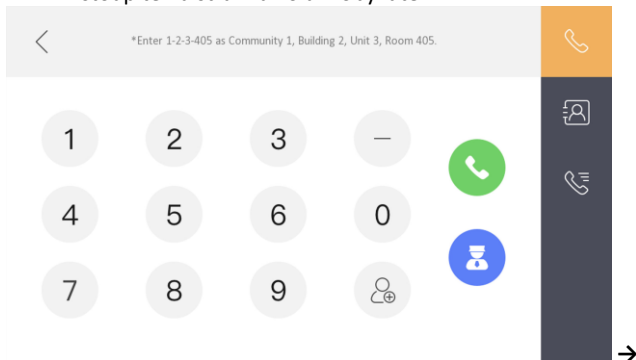 *Enter 1-2-3-405 as Community 1, Building 2, Unit 3, Room 405.
1 2 3 —
4 5 6 0
7 8 9
→